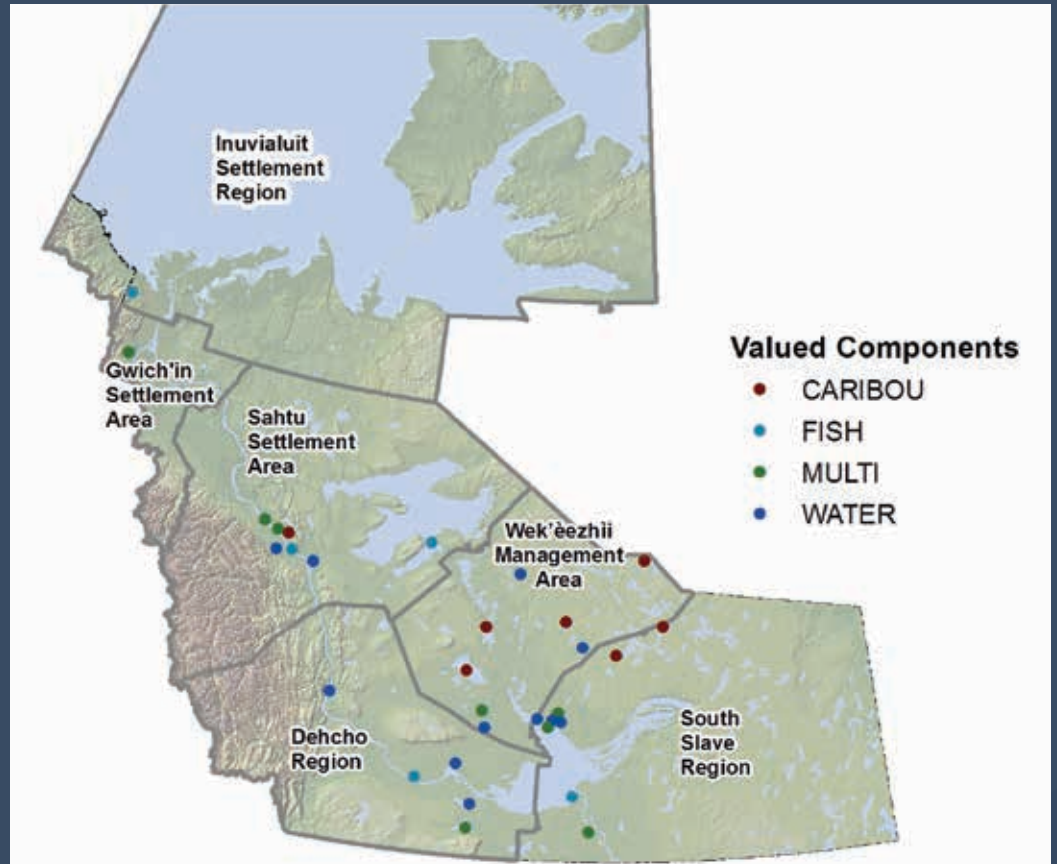 Inuvialuit
Settlement
Region
Gwich'in
Settlement
Area
Sahtu
Settlement
Area
Wek'èezhìi
Management
Area
Valued Components
CARIBOU
FISH
MULTI
WATER
Dehcho
Region
South
Slave
Region